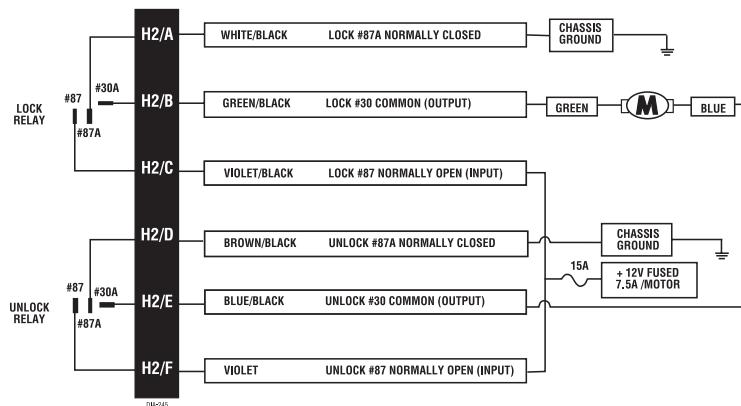 H2/A WHITE/BLACK LOCK #87A NORMALLY CLOSED CHASSIS GROUND
#30A
#87
LOCK RELAY
#87A
H2/B GREEN/BLACK LOCK #30 COMMON (OUTPUT) GREEN M BLUE
H2/C VIOLET/BLACK LOCK #87 NORMALLY OPEN (INPUT)
H2/D BROWN/BLACK UNLOCK #87A NORMALLY CLOSED CHASSIS GROUND
15A + 12V FUSED 7.5A /MOTOR
#87
#30A
UNLOCK RELAY
#87A
H2/E BLUE/BLACK UNLOCK #30 COMMON (OUTPUT)
H2/F VIOLET UNLOCK #87 NORMALLY OPEN (INPUT)
DIA-245